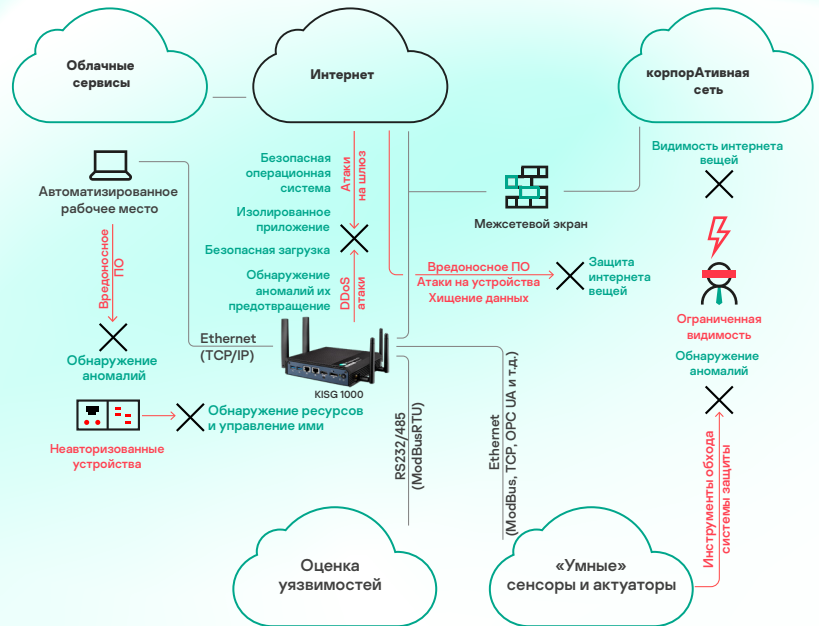 Облачные
сервисы
Интернет
корпорАтивная
сеть
Автоматизированное
рабочее место
Вредоносное
ПО
Обнаружение
аномалий
Неавторизованные
устройства
Обнаружение ресурсов
и управление ими
Безопасная
операционная
система
Изолированное
приложение
Безопасная загрузка
Обнаружение
аномалий их
предотвращение
Атаки
на шлюз
DDoS
атаки
Межсетевой экран
Вредоносное ПО
Атаки на устройства
Хищение данных
Защита
интернета
вещей
Видимость интернета
вещей
Ограниченная
видимость
Обнаружение
аномалий
Ethernet
(TCP/IP)
KISG 1000
RS232/485
(ModBusRTU)
Ethernet
(ModBus, TCP, OPC UA и т.д.)
Инструменты обхода
системы защиты
Оценка
уязвимостей
«Умные»
сенсоры и актуаторы